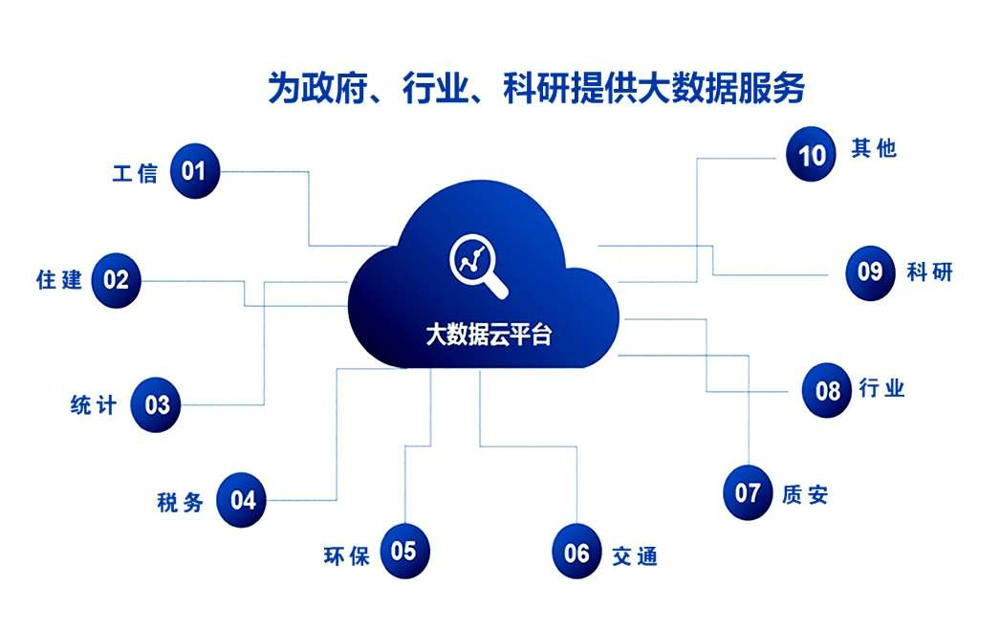 为政府、行业、科研提供大数据服务
工信 01
住建 02
统计 03
税务 04
环保 05
06 交通
07 质安
08 行业
09 科研
10 其他
大数据云平台